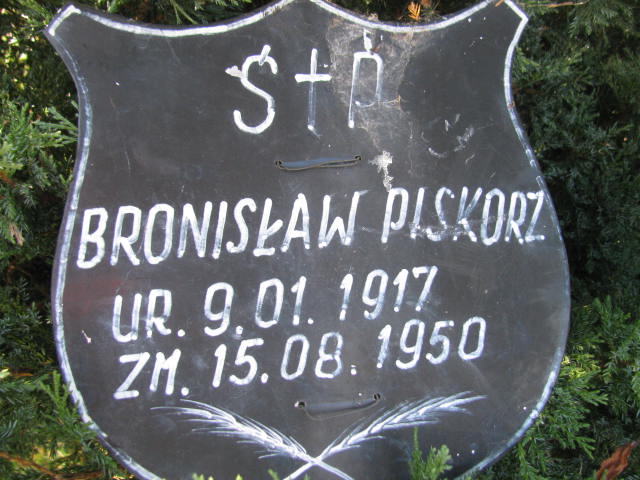 Ś†P
BRONISŁAW PISKORZ
UR. 9.01.1917
ZM. 15.08.1950